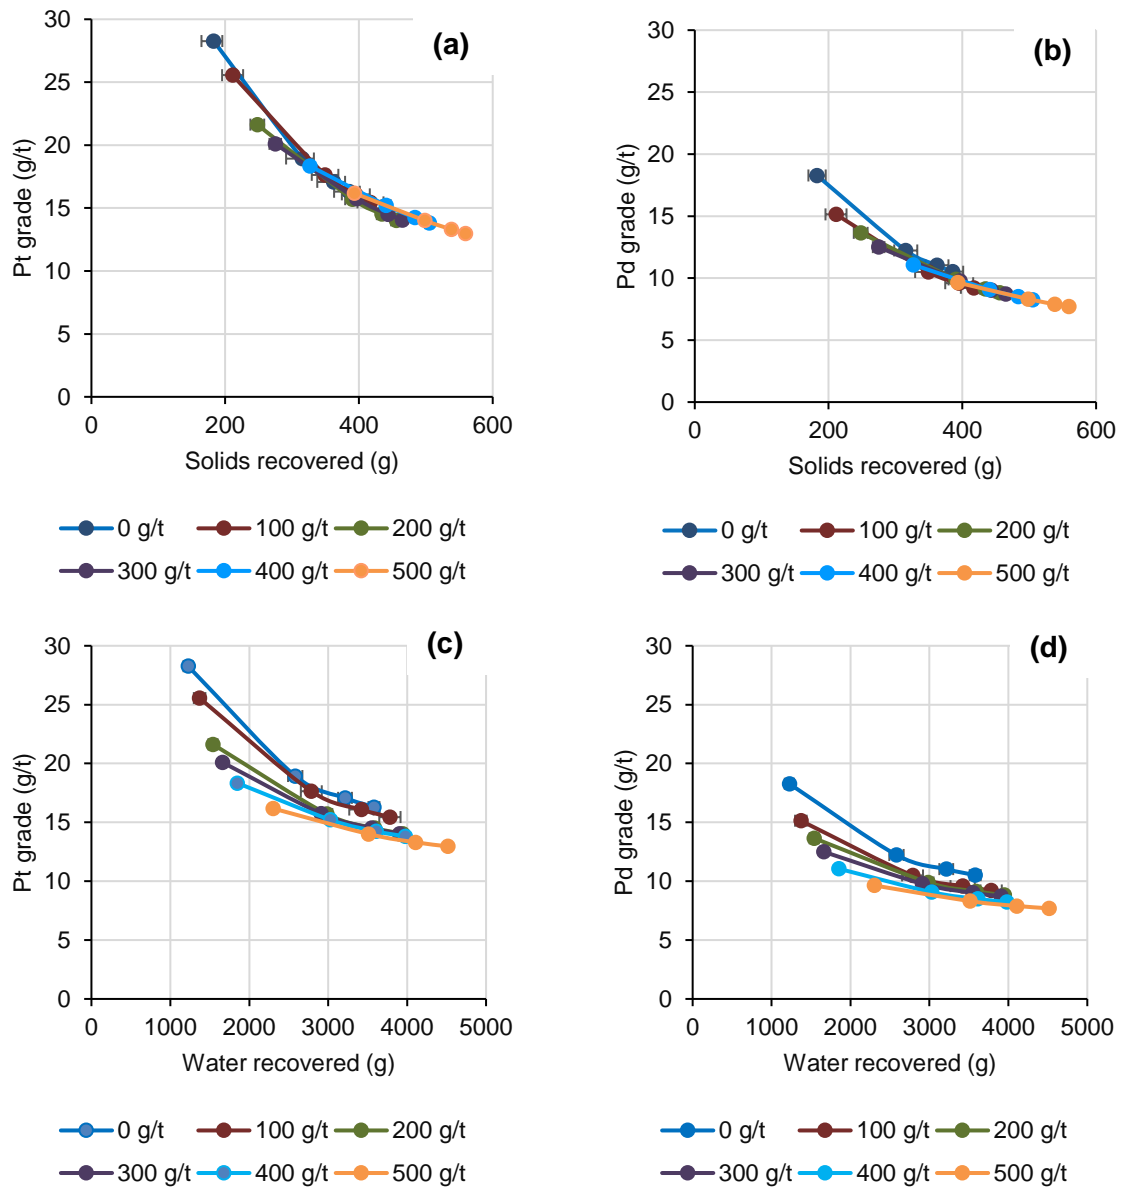 (a)
30
25
20
15
10
5
0
Pt grade (g/t)
0 200 400 600
Solids recovered (g)
0 g/t 100 g/t 200 g/t
300 g/t 400 g/t 500 g/t
(b)
30
25
20
15
10
5
0
Pd grade (g/t)
0 200 400 600
Solids recovered (g)
0 g/t 100 g/t 200 g/t
300 g/t 400 g/t 500 g/t
(c)
30
25
20
15
10
5
0
Pt grade (g/t)
0 1000 2000 3000 4000 5000
Water recovered (g)
0 g/t 100 g/t 200 g/t
300 g/t 400 g/t 500 g/t
(d)
30
25
20
15
10
5
0
Pd grade (g/t)
0 1000 2000 3000 4000 5000
Water recovered (g)
0 g/t 100 g/t 200 g/t
300 g/t 400 g/t 500 g/t